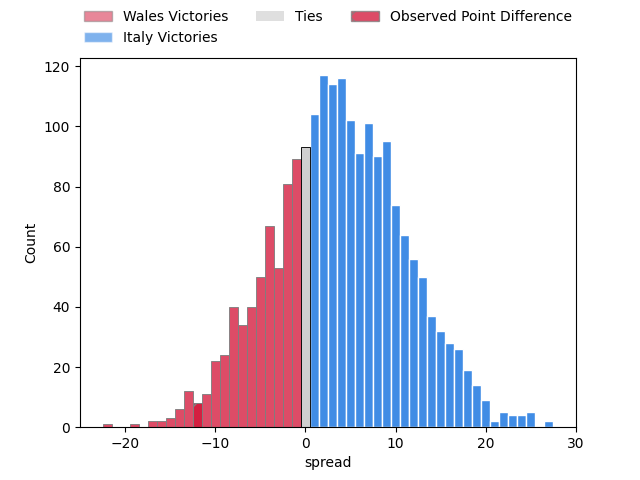 Wales Victories Ties Observed Point Difference
Italy Victories
120
100
80
60
40
20
0
Count
−20 −10 0 10 20 30
spread